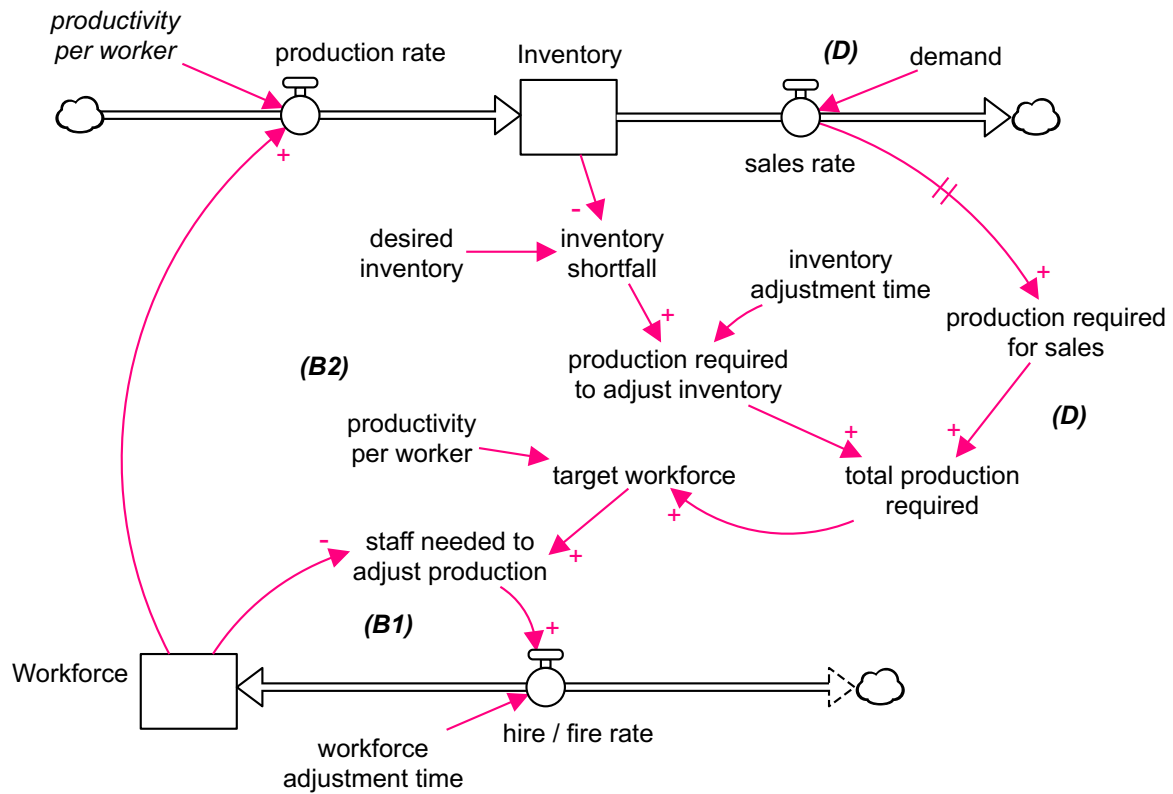 productivity
per worker
production rate
Inventory
(D)
demand
+
sales rate
-
desired
inventory
inventory
shortfall
inventory
adjustment time
+
+
production required
for sales
(B2)
production required
to adjust inventory
(D)
productivity
per worker
+
+
target workforce
total production
required
+
-
staff needed to
adjust production
+
(B1)
+
Workforce
hire / fire rate
workforce
adjustment time